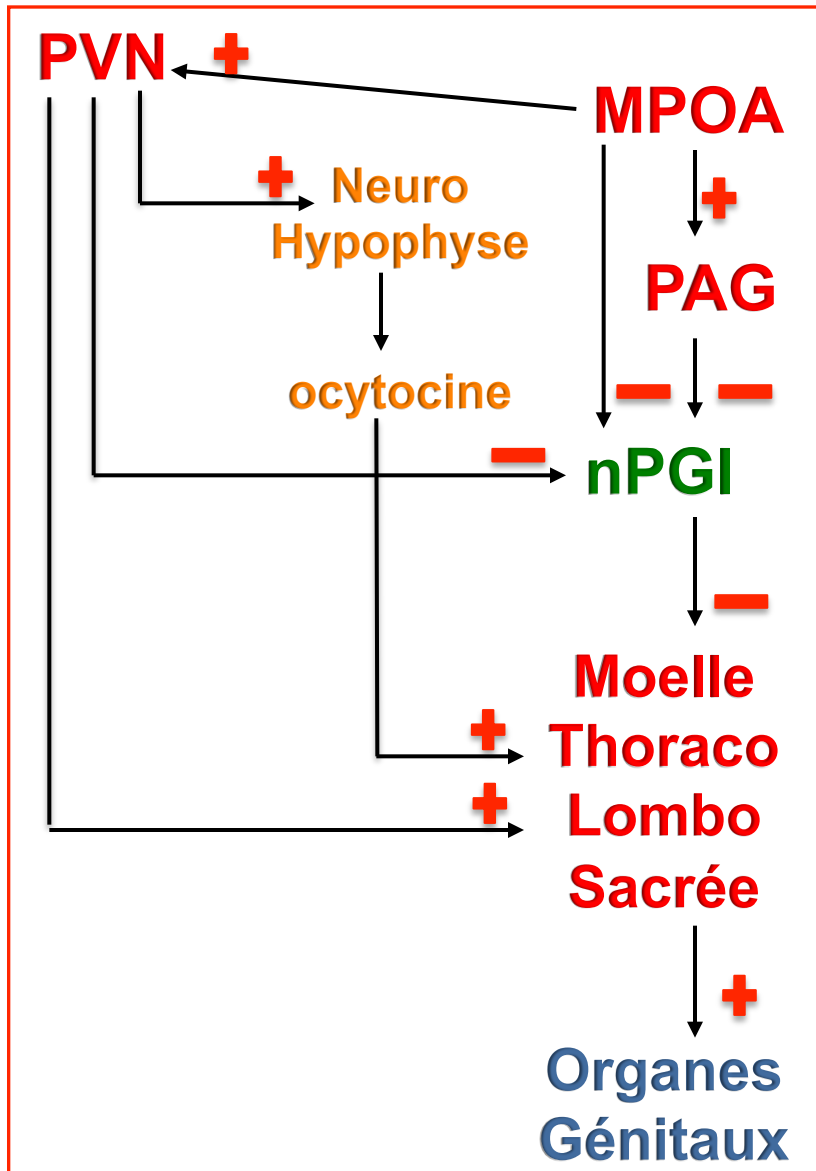 PVN
MPOA
Neuro
Hypophyse
PAG
ocytocine
nPGI
Moelle
Thoraco
Lombo
Sacrée
Organes
Génitaux